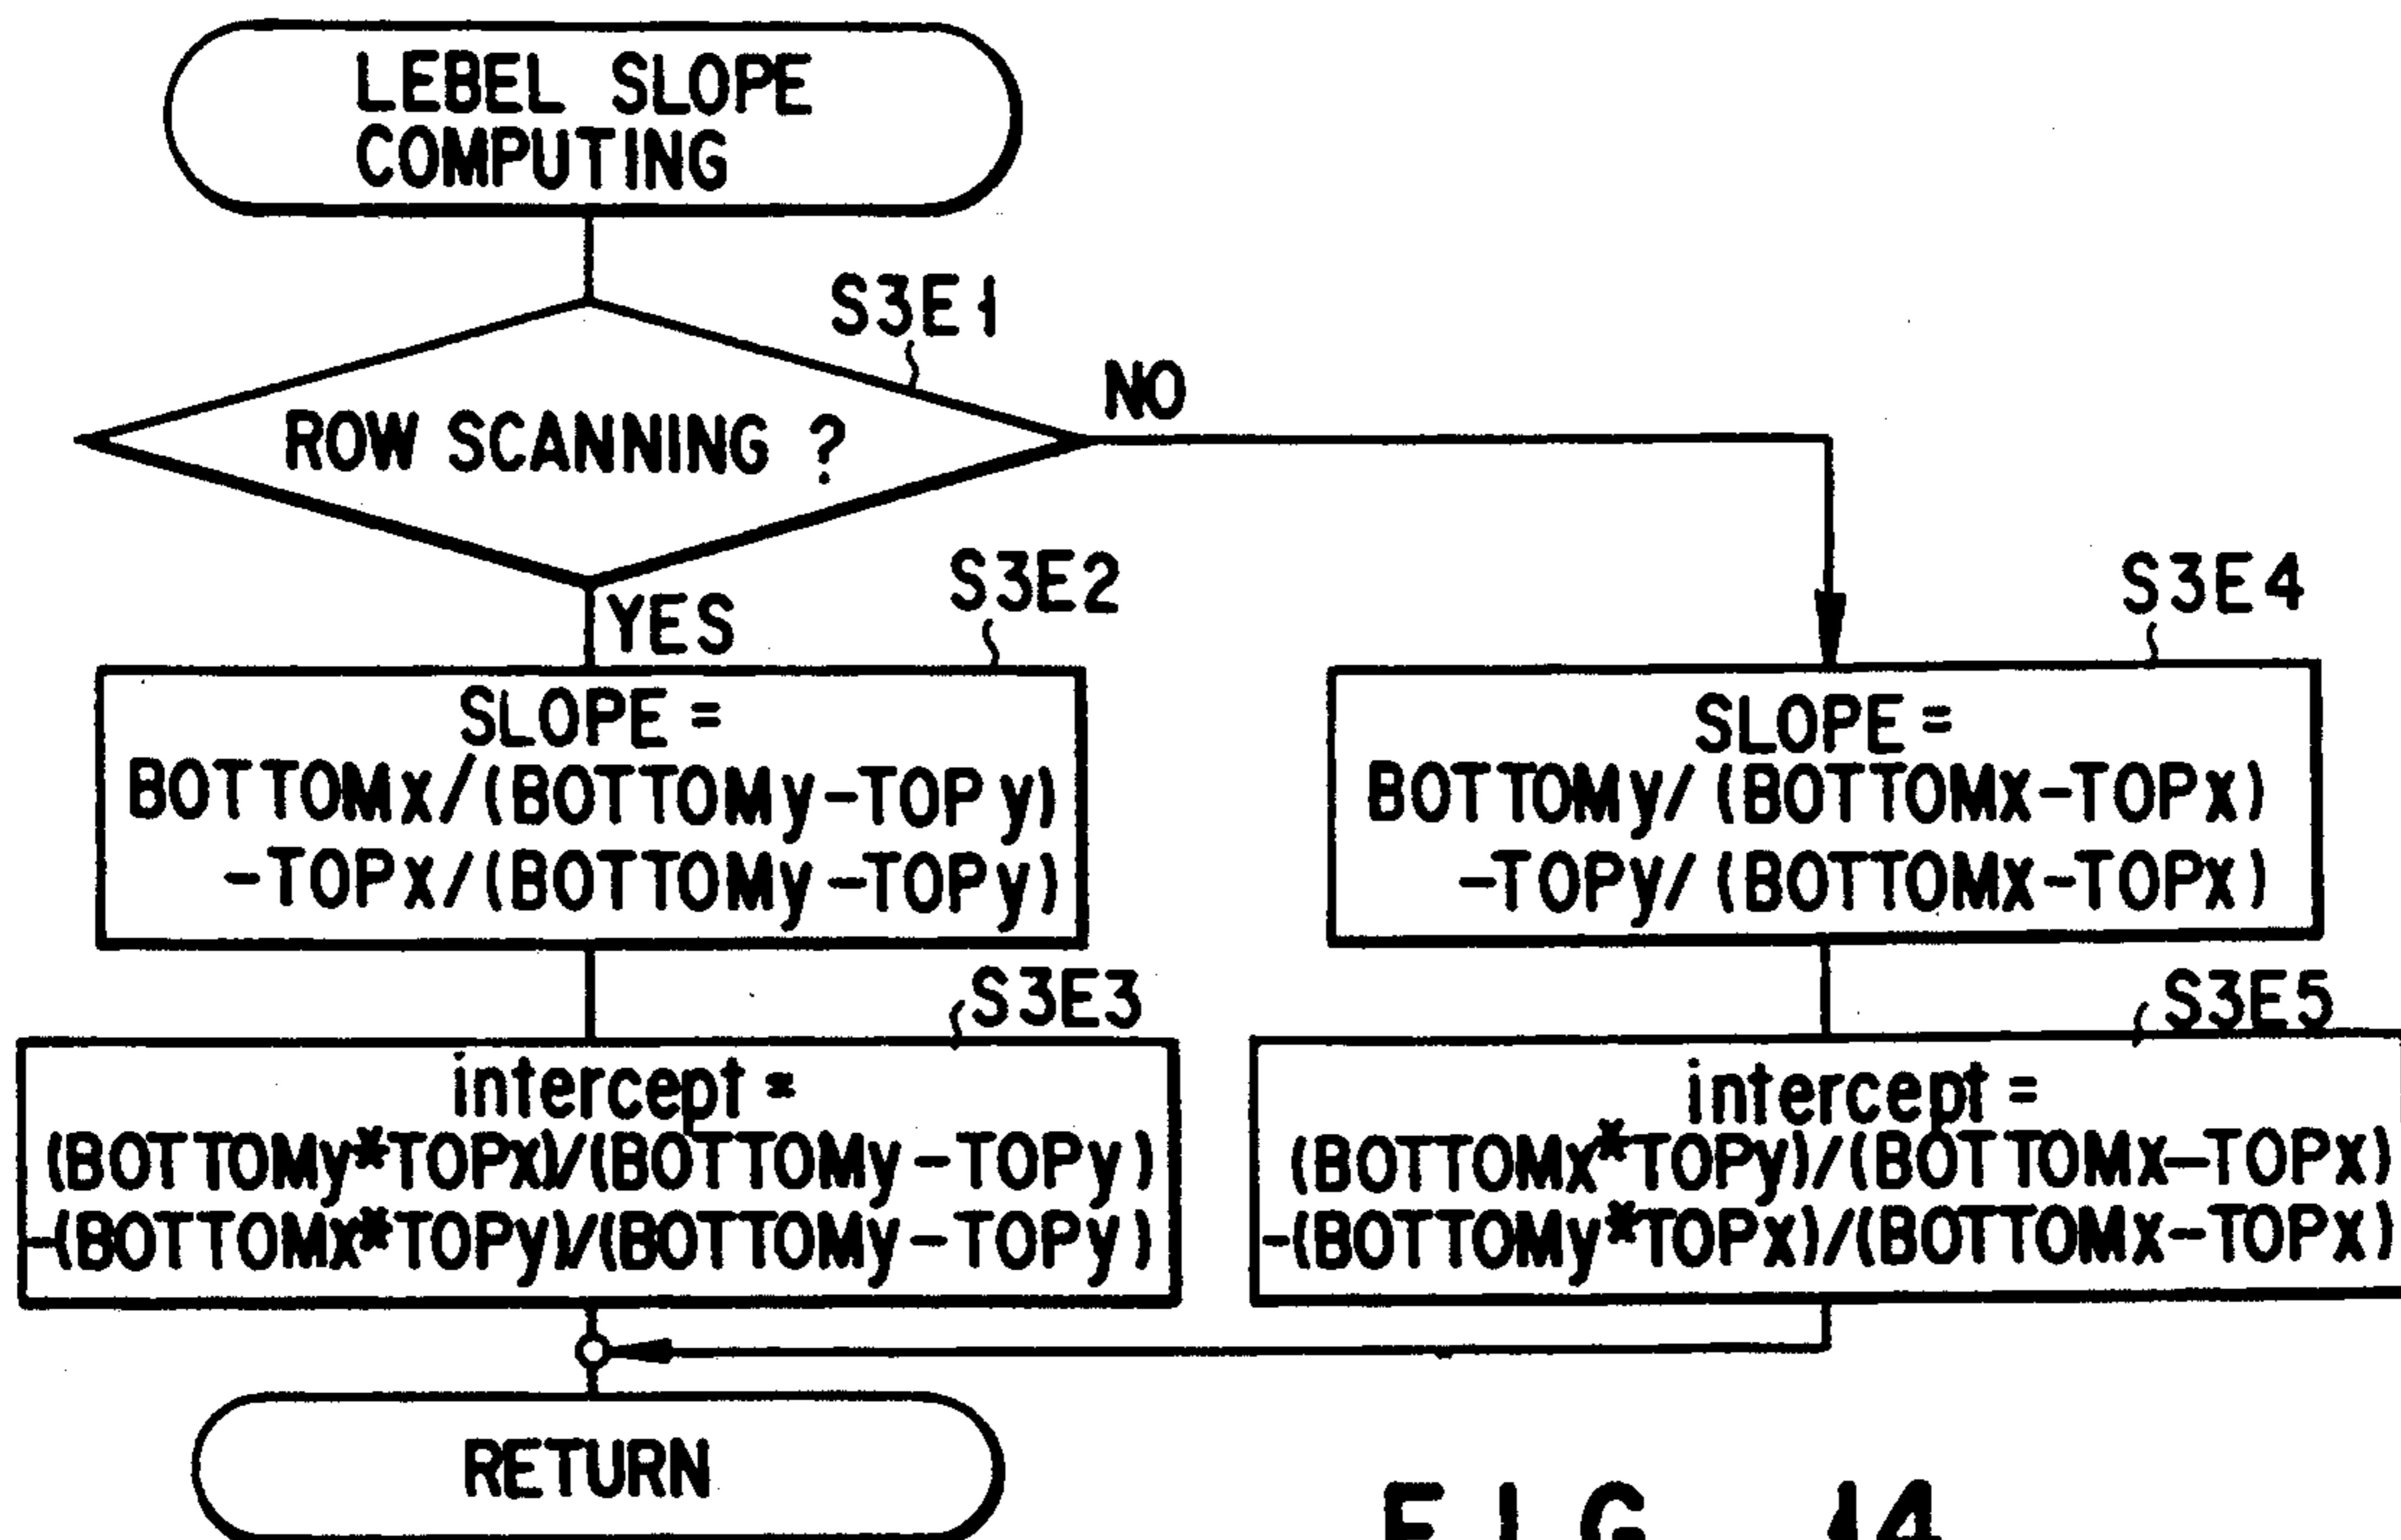 LEBEL SLOPE
COMPUTING
S3E1
ROW SCANNING ?
NO
YES
S3E2
SLOPE =
BOTTOMx/(BOTTOMy-TOPy)
-TOPx/(BOTTOMy-TOPy)
S3E4
SLOPE =
BOTTOMy/(BOTTOMx-TOPx)
-TOPy/(BOTTOMx-TOPx)
S3E3
intercept =
(BOTTOMy*TOPx)/(BOTTOMy-TOPy)
-(BOTTOMx*TOPy)/(BOTTOMy-TOPy)
S3E5
intercept =
(BOTTOMx*TOPy)/(BOTTOMx-TOPx)
-(BOTTOMy*TOPx)/(BOTTOMx-TOPx)
RETURN
FIG. 14